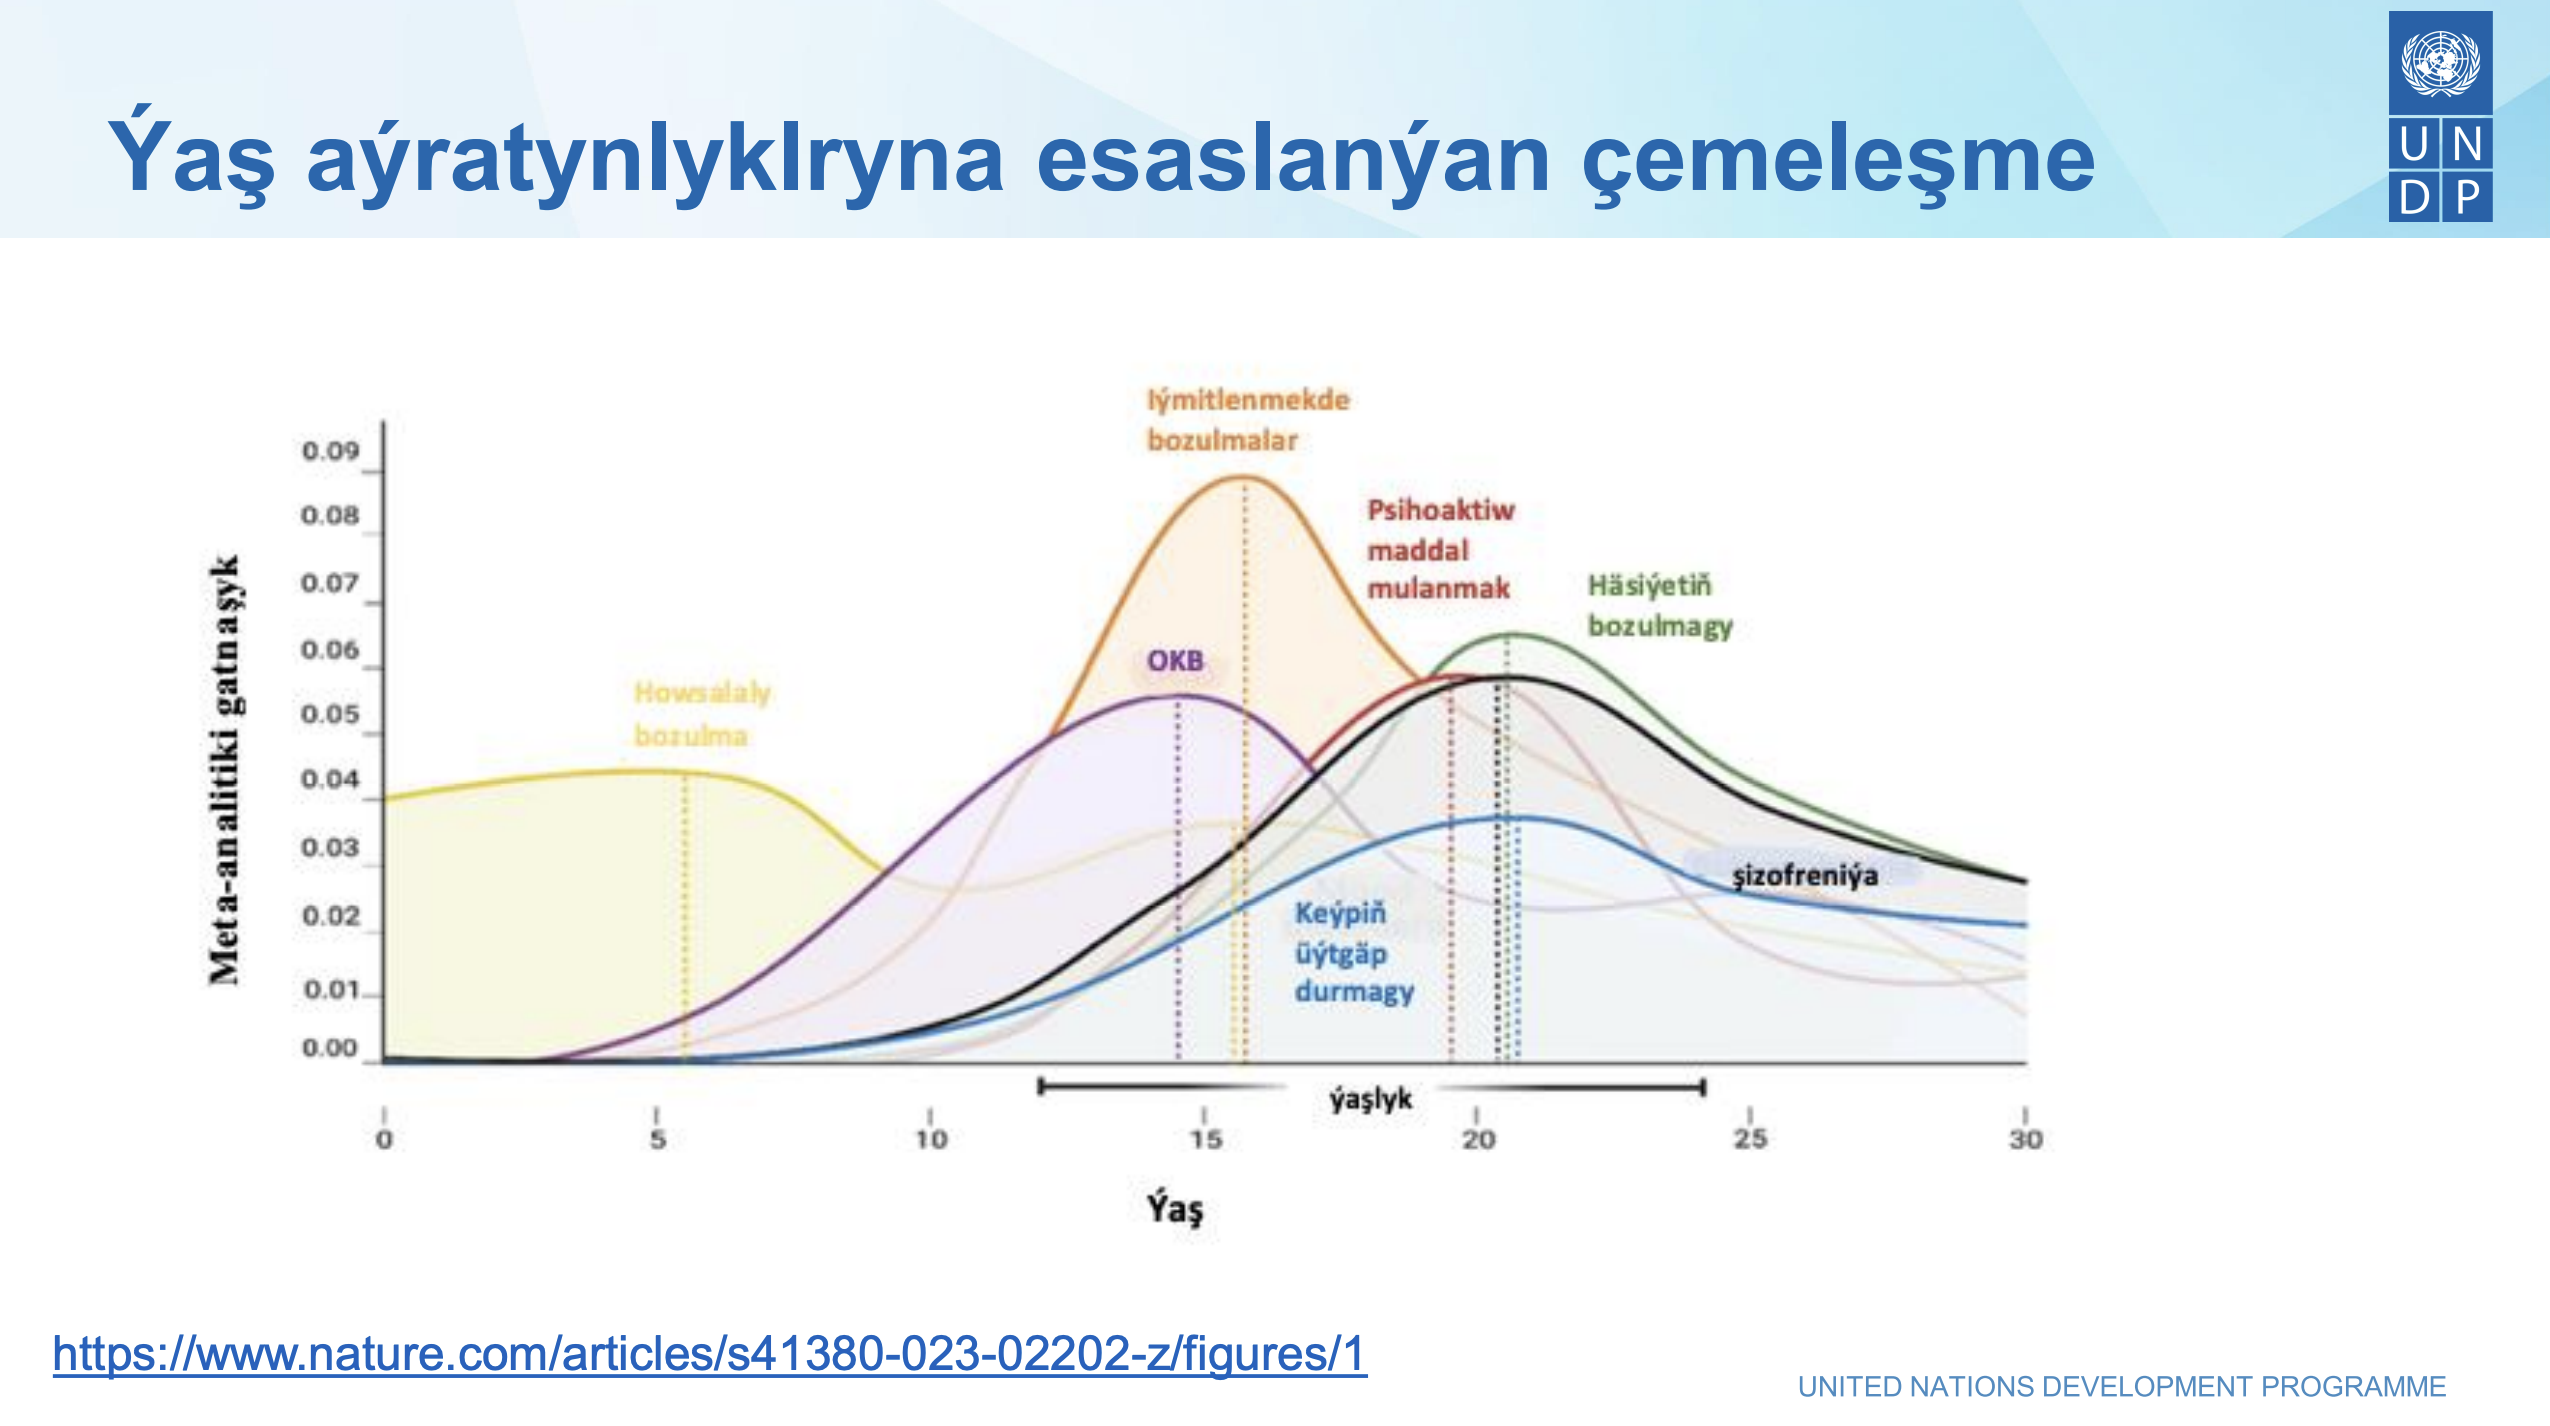 Ýaş aýratynlyklryna esaslanýan çemeleşme
UN
DP
Iýmitlenmekde
bozulmalar
Psihoaktiw
maddal
mulanmak
Häsiýetiň
bozulmagy
OKB
Howsalaly
bozulma
Keýpiň
üýtgäp
durmagy
şizofreniýa
Meta-analitiki gatnaşyk
0.09
0.08
0.07
0.06
0.05
0.04
0.03
0.02
0.01
0.00
ýaşlyk
0 5 10 15 20 25 30
Ýaş
https://www.nature.com/articles/s41380-023-02202-z/figures/1
UNITED NATIONS DEVELOPMENT PROGRAMME